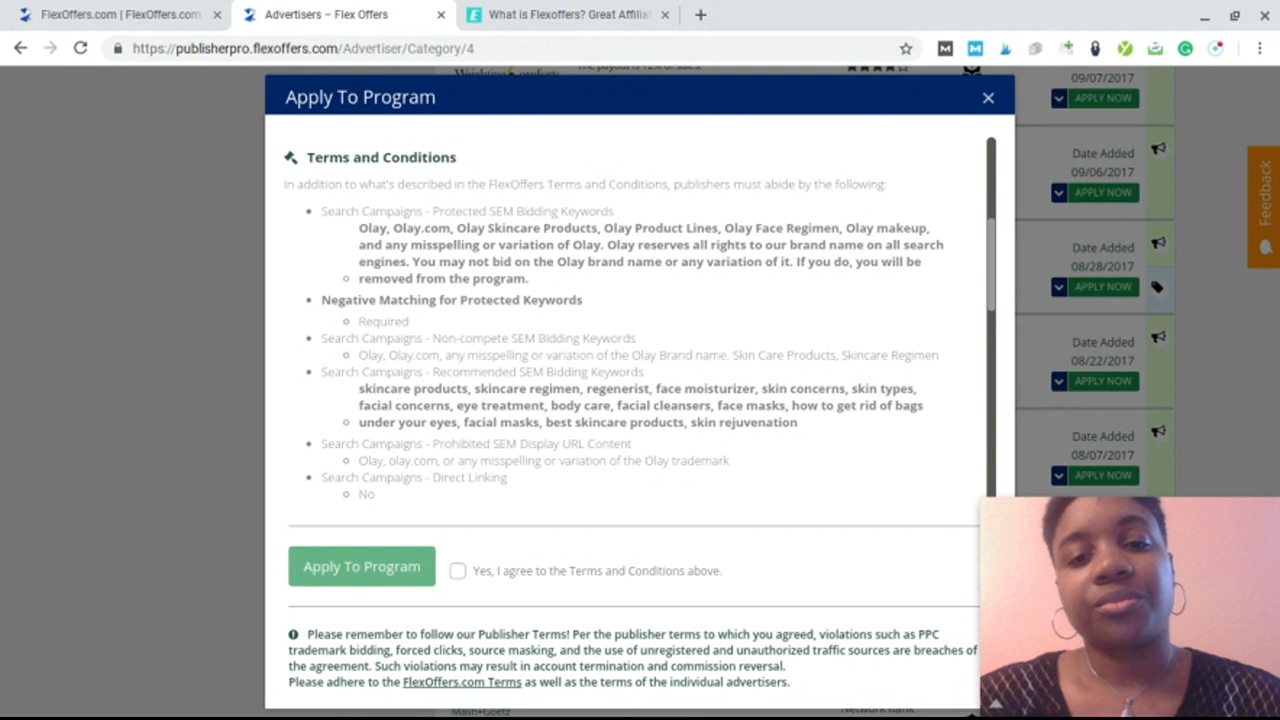 FlexOffers.com | FlexOffers.com
Advertisers – Flex Offers
What is Flexoffers? Great Affilia
https://publisherpro.flexoffers.com/Advertiser/Category/4
Apply To Program
Terms and Conditions
In addition to what's described in the FlexOffers Terms and Conditions, publishers must abide by the following:
Search Campaigns - Protected SEM Bidding Keywords
Olay, Olay.com, Olay Skincare Products, Olay Product Lines, Olay Face Regimen, Olay makeup,
and any misspelling or variation of Olay. Olay reserves all rights to our brand name on all search
engines. You may not bid on the Olay brand name or any variation of it. If you do, you will be
removed from the program.
Negative Matching for Protected Keywords
Required
Search Campaigns - Non-compete SEM Bidding Keywords
Olay, Olay.com, any misspelling or variation of the Olay Brand name. Skin Care Products, Skincare Regimen
Search Campaigns - Recommended SEM Bidding Keywords
skincare products, skincare regimen, regenerist, face moisturizer, skin concerns, skin types,
facial concerns, eye treatment, body care, facial cleansers, face masks, how to get rid of bags
under your eyes, facial masks, best skincare products, skin rejuvenation
Search Campaigns - Prohibited SEM Display URL Content
Olay, olay.com, or any misspelling or variation of the Olay trademark
Search Campaigns - Direct Linking
No
Apply To Program
Yes, I agree to the Terms and Conditions above.
Please remember to follow our Publisher Terms! Per the publisher terms to which you agreed, violations such as PPC
trademark bidding, forced clicks, source masking, and the use of unregistered and unauthorized traffic sources are breaches of
the agreement. Such violations may result in account termination and commission reversal.
Please adhere to the FlexOffers.com Terms as well as the terms of the individual advertisers.
09/07/2017
APPLY NOW
Date Added
09/06/2017
APPLY NOW
Date Added
08/28/2017
APPLY NOW
Date Added
08/22/2017
APPLY NOW
Date Added
08/07/2017
APPLY NOW
Feedback